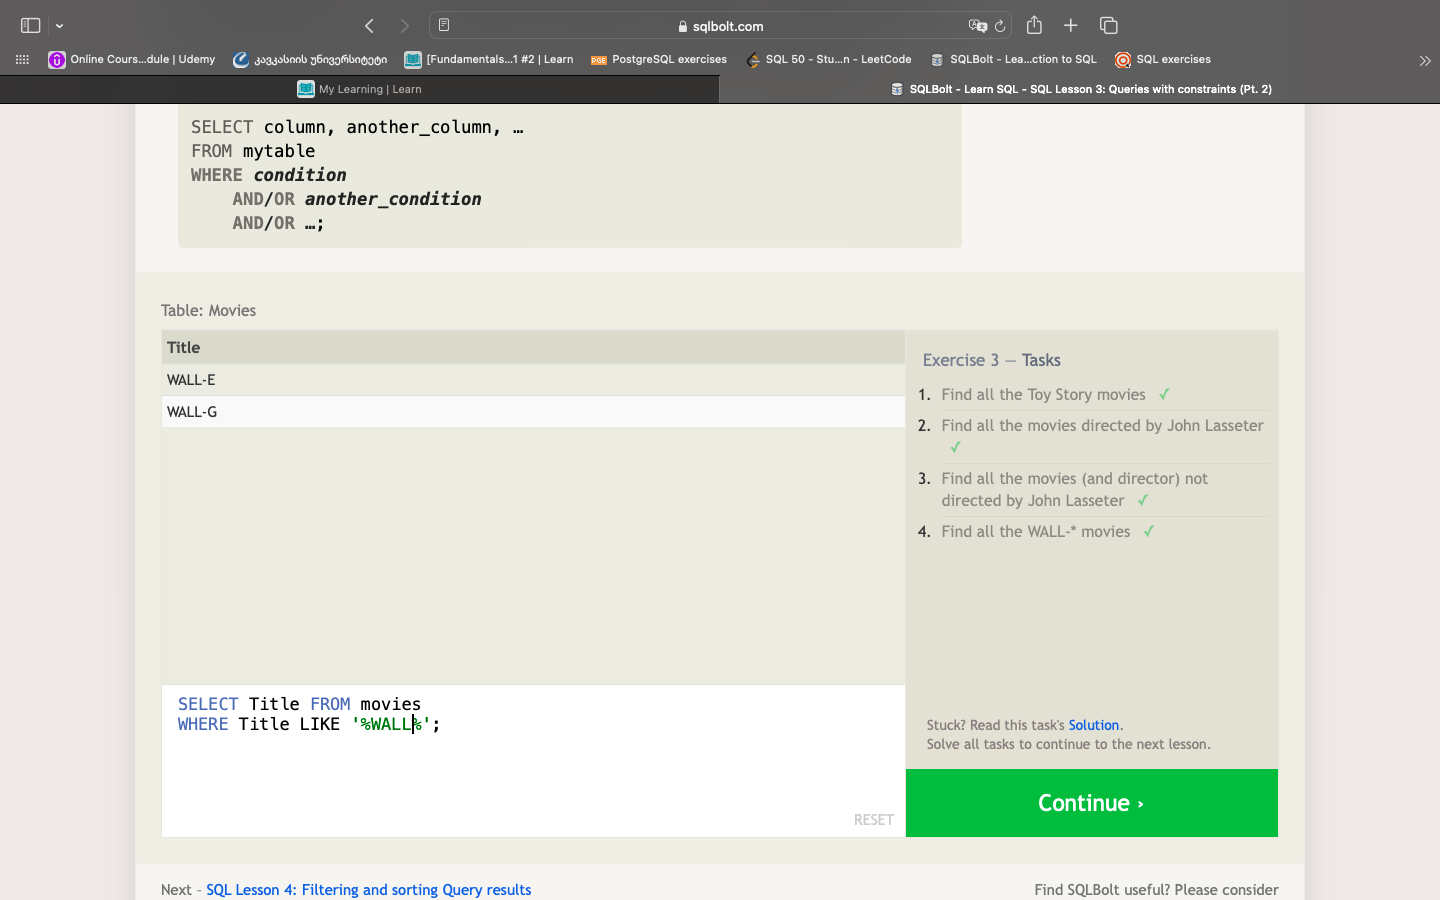 sqlbolt.com
Online Cours...dule | Udemy
კავკასიის უნივერსიტეტი
[Fundamentals...1 #2 | Learn
PGE PostgreSQL exercises
SQL 50 - Stu...n - LeetCode
SQLBolt - Lea...ction to SQL
SQL exercises
My Learning | Learn
SQLBolt - Learn SQL - SQL Lesson 3: Queries with constraints (Pt. 2)
SELECT column, another_column, …
FROM mytable
WHERE condition
AND/OR another_condition
AND/OR …;
Table: Movies
Title
WALL-E
WALL-G
Exercise 3 — Tasks
1. Find all the Toy Story movies ✓
2. Find all the movies directed by John Lasseter
✓
3. Find all the movies (and director) not
directed by John Lasseter ✓
4. Find all the WALL-* movies ✓
SELECT Title FROM movies
WHERE Title LIKE '%WALL%';
RESET
Stuck? Read this task's Solution.
Solve all tasks to continue to the next lesson.
Continue ›
Next – SQL Lesson 4: Filtering and sorting Query results
Find SQLBolt useful? Please consider